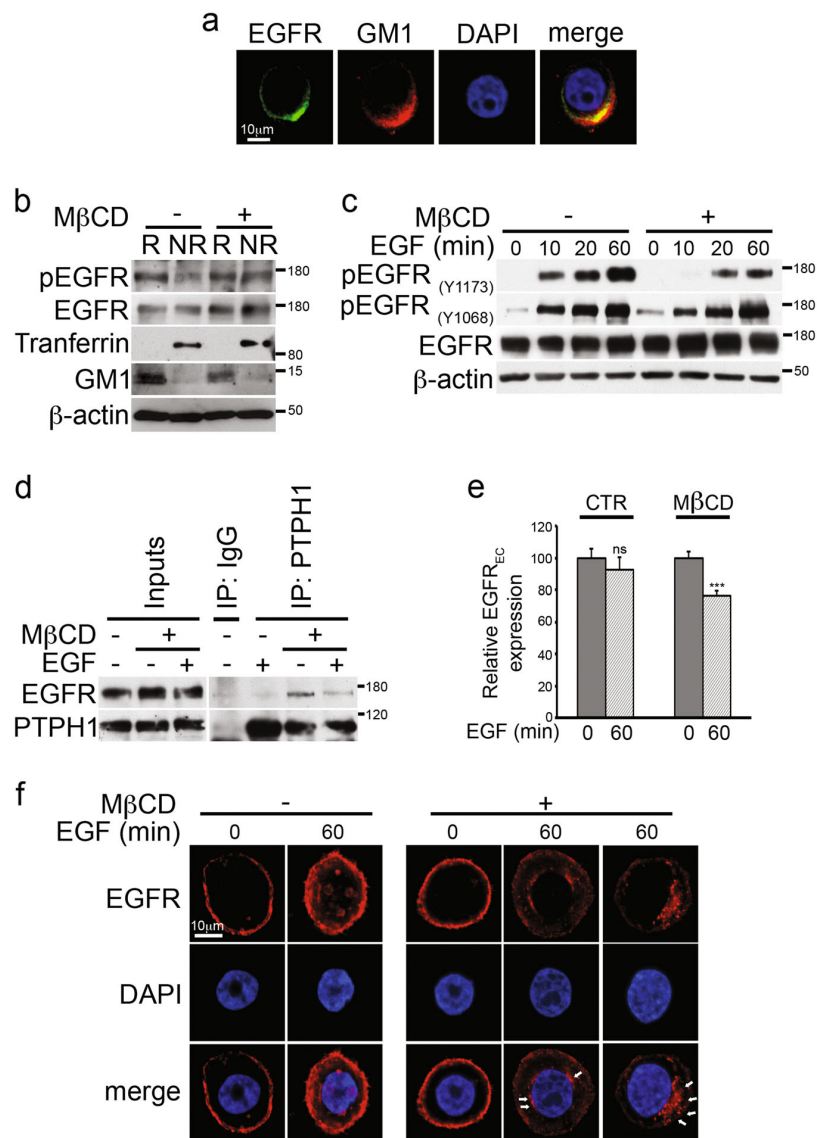 a
EGFR GM1 DAPI merge
10µm
b
MβCD - +
R NR R NR
pEGFR 180
EGFR 180
Tranferrin
80
GM1 15
β-actin 50
c
MβCD - +
EGF (min) 0 10 20 60 0 10 20 60
pEGFR (Y1173) 180
pEGFR (Y1068) 180
EGFR 180
β-actin 50
d
Inputs IP: IgG IP: PTPH1
MβCD - + - - +
EGF - - + - + - +
EGFR 180
PTPH1 120
e
CTR MβCD
Relative EGFR EC expression
120
100
80
60
40
20
0
ns
***
EGF (min) 0 60 0 60
f
MβCD - +
EGF (min) 0 60 0 60 60
EGFR
10µm
DAPI
merge